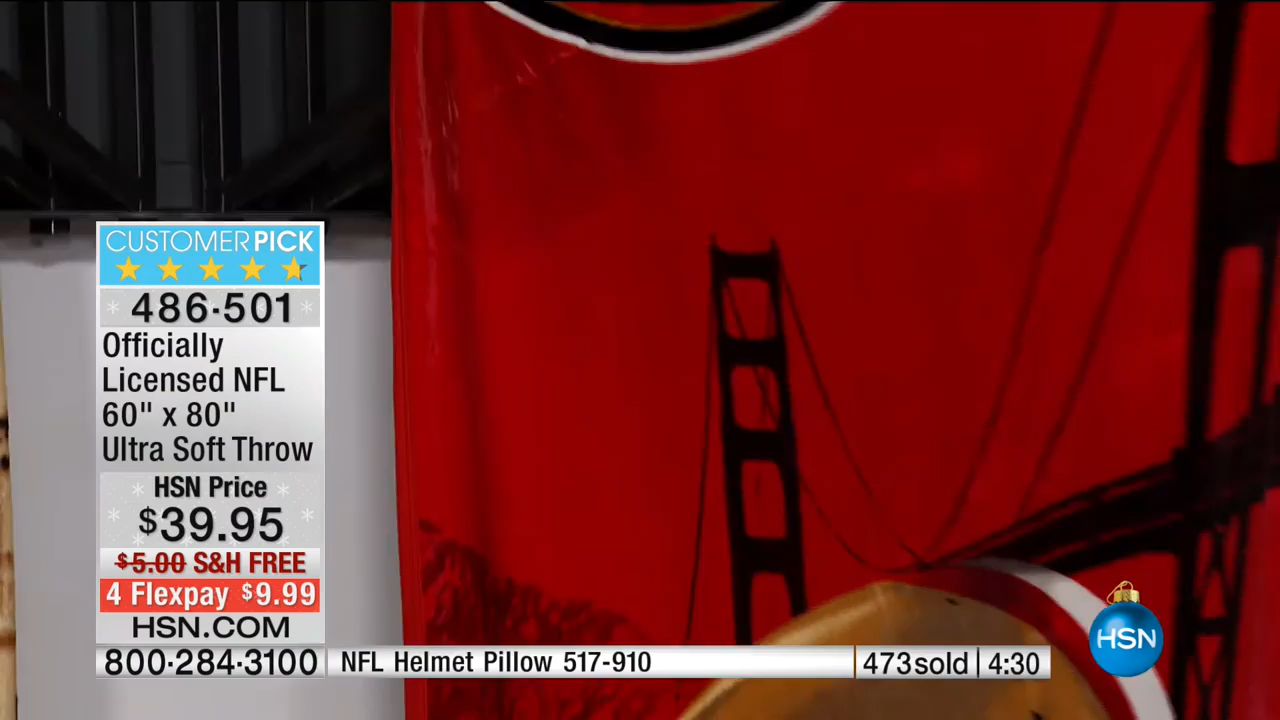 CUSTOMERPICK
486·501
Officially
Licensed NFL
60" x 80"
Ultra Soft Throw
HSN Price
$39.95
$5.00 S&H FREE
4 Flexpay $9.99
HSN.COM
800·284·3100
NFL Helmet Pillow 517-910
473sold
4:30
HSN